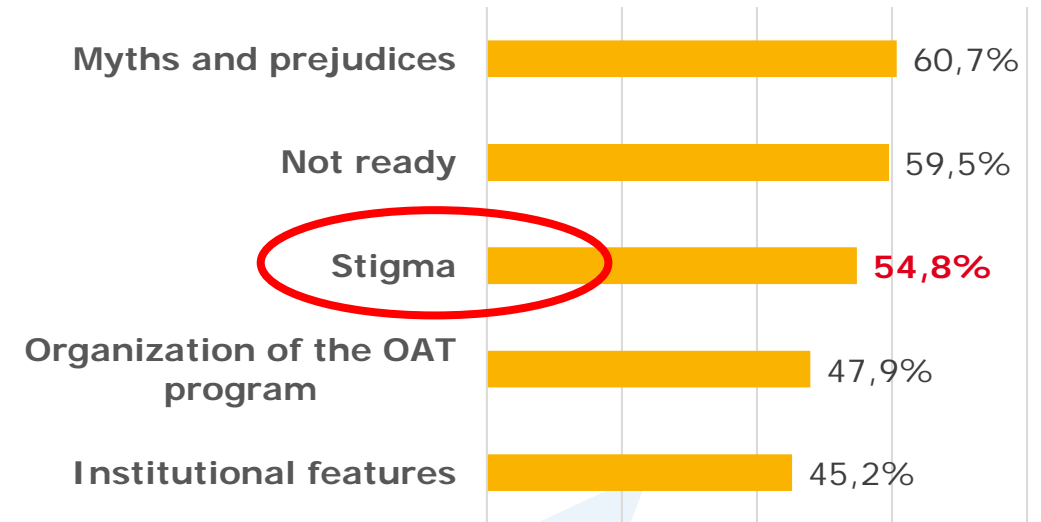 Myths and prejudices 60,7%
Not ready 59,5%
Stigma 54,8%
Organization of the OAT
program 47,9%
Institutional features 45,2%